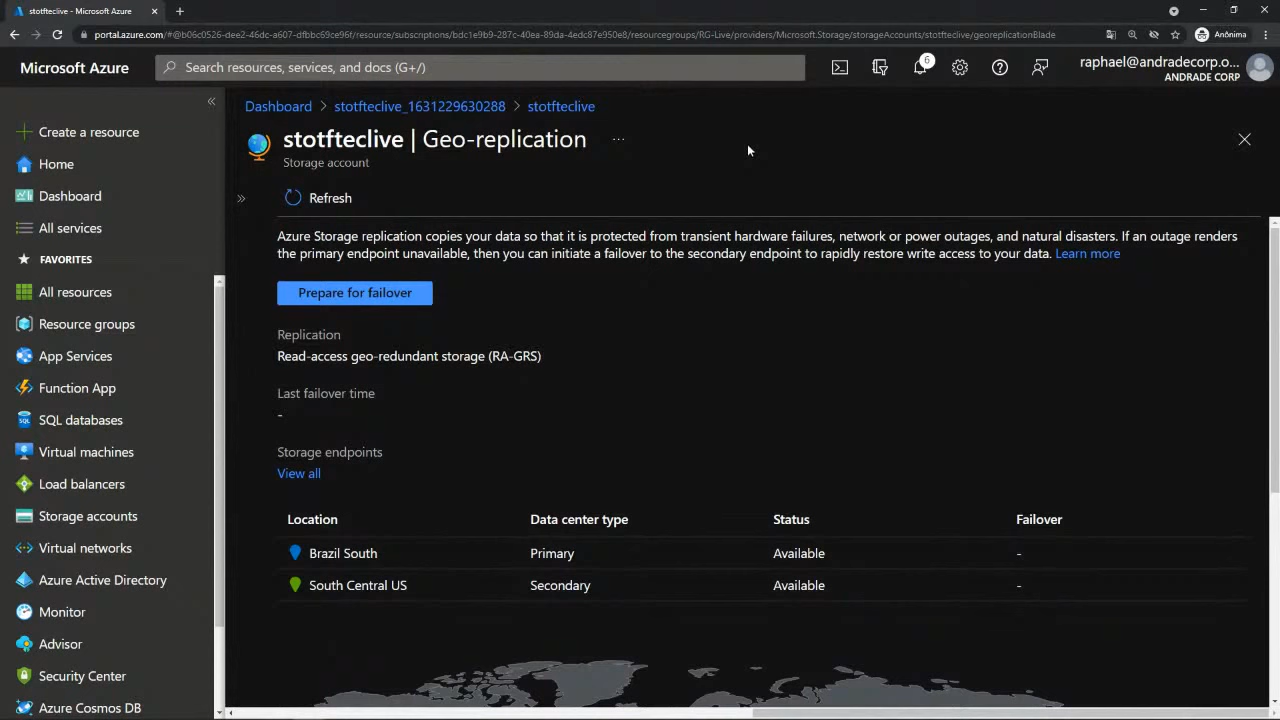 stotfteclive - Microsoft Azure
portal.azure.com/#@b06c0526-dee2-46dc-a607-dfbbc69ce96f/resource/subscriptions/bdc1e9b9-287c-40ea-89da-4edc87e950e8/resourcegroups/RG-Live/providers/Microsoft.Storage/storageAccounts/stotfteclive/georeplicationBlade
Anônima
Microsoft Azure
Search resources, services, and docs (G+/)
6
raphael@andradecorp.o...
ANDRADE CORP
Create a resource
Home
Dashboard
All services
FAVORITES
All resources
Resource groups
App Services
Function App
SQL databases
Virtual machines
Load balancers
Storage accounts
Virtual networks
Azure Active Directory
Monitor
Advisor
Security Center
Azure Cosmos DB
Dashboard > stotfteclive_1631229630288 > stotfteclive
stotfteclive | Geo-replication ...
Storage account
Refresh
Azure Storage replication copies your data so that it is protected from transient hardware failures, network or power outages, and natural disasters. If an outage renders
the primary endpoint unavailable, then you can initiate a failover to the secondary endpoint to rapidly restore write access to your data. Learn more
Prepare for failover
Replication
Read-access geo-redundant storage (RA-GRS)
Last failover time
-
Storage endpoints
View all
Location Data center type Status Failover
Brazil South Primary Available -
South Central US Secondary Available -